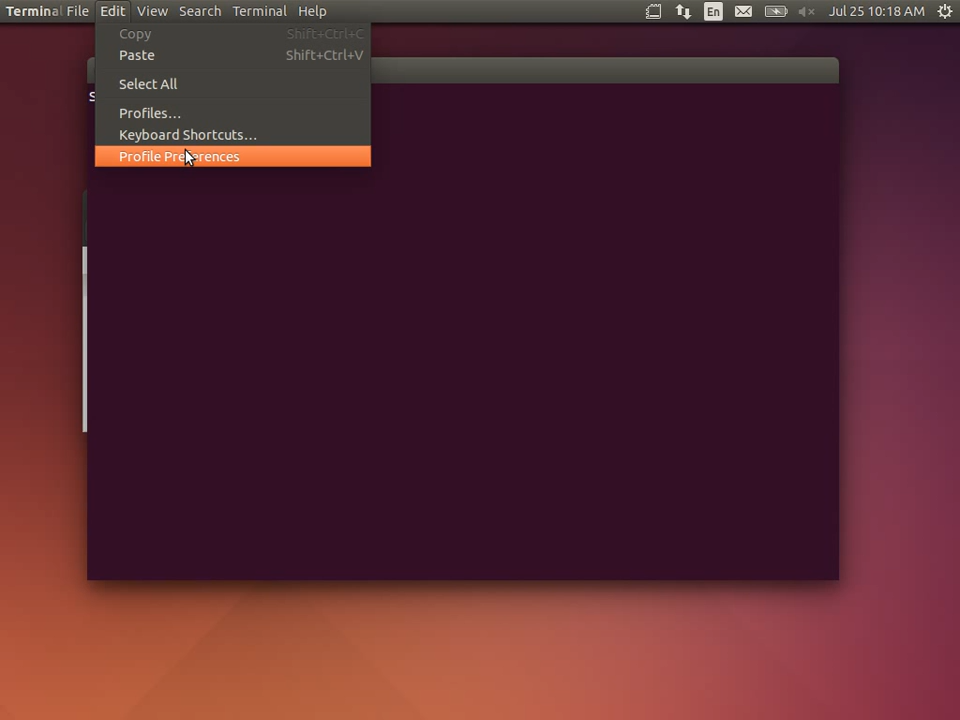 Terminal File Edit View Search Terminal Help En Jul 25 10:18 AM
Copy Shift+Ctrl+C
Paste Shift+Ctrl+V
Select All
Profiles...
Keyboard Shortcuts...
Profile Preferences